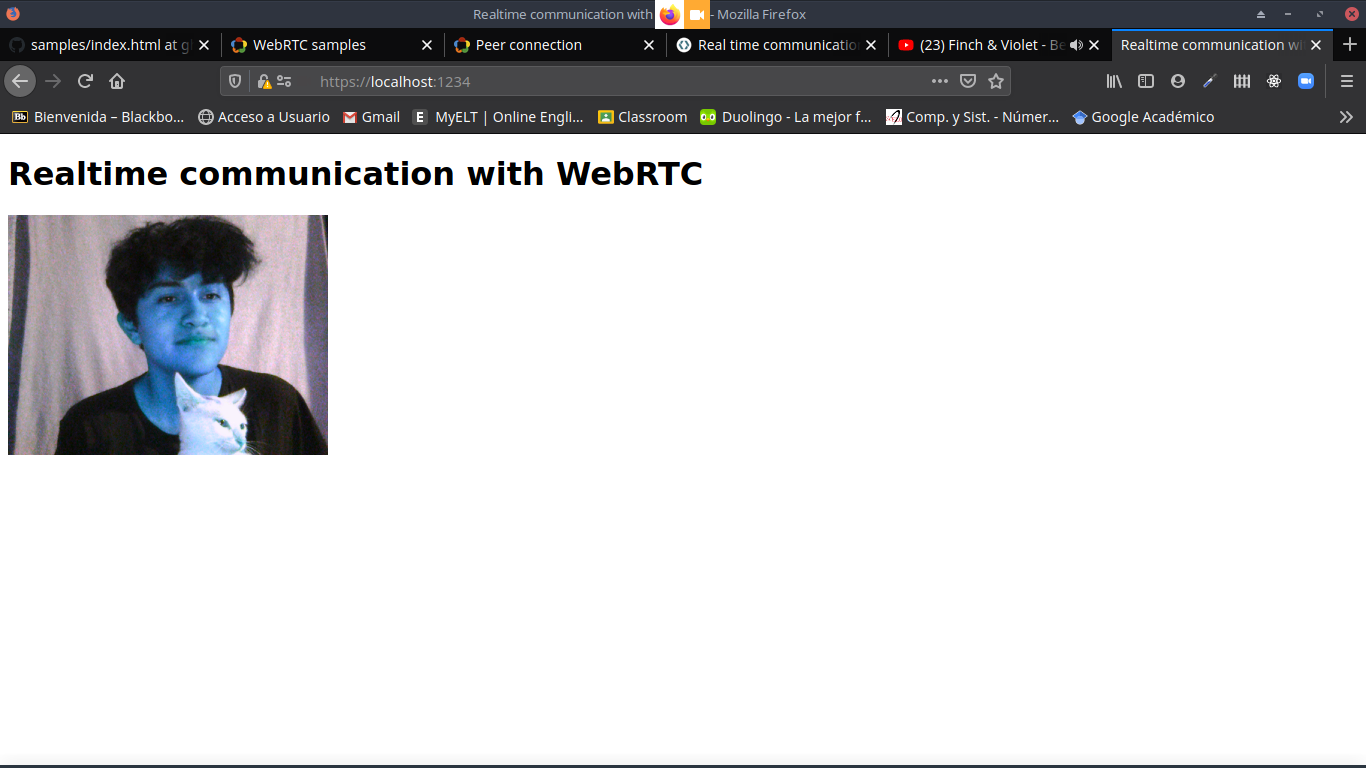 Realtime communication with - Mozilla Firefox
samples/index.html at g
WebRTC samples
Peer connection
Real time communicatio
(23) Finch & Violet - Be
Realtime communication wi
https://localhost:1234
Bb Bienvenida – Blackbo...
Acceso a Usuario
Gmail
E MyELT | Online Engli...
Classroom
Duolingo - La mejor f...
Comp. y Sist. - Númer...
Google Académico
Realtime communication with WebRTC